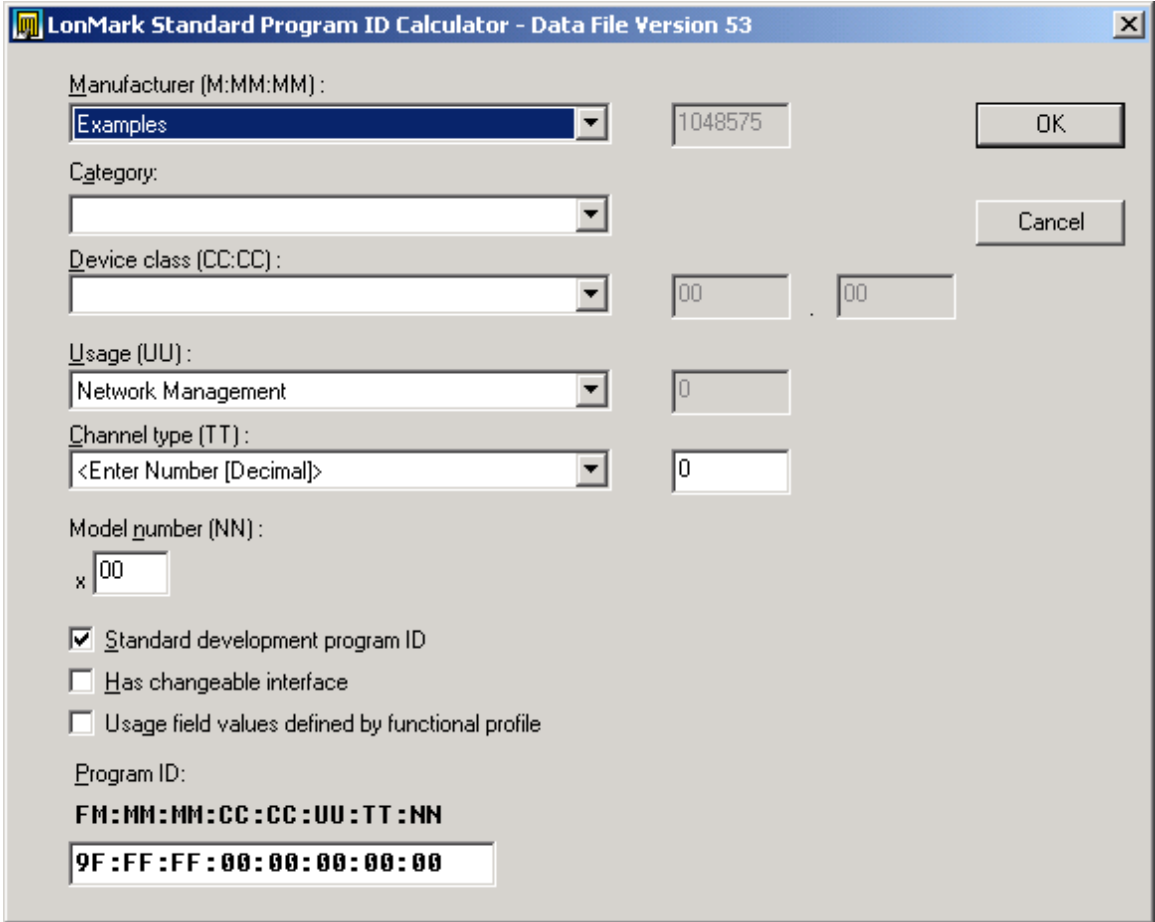 LonMark Standard Program ID Calculator - Data File Version 53
Manufacturer (M:MM:MM) :
Examples 1048575 OK
Category:
Cancel
Device class (CC:CC) :
00 . 00
Usage (UU) :
Network Management 0
Channel type (TT) :
<Enter Number [Decimal]> 0
Model number (NN) :
x 00
Standard development program ID
Has changeable interface
Usage field values defined by functional profile
Program ID:
FM:MM:MM:CC:CC:UU:TT:NN
9F:FF:FF:00:00:00:00:00